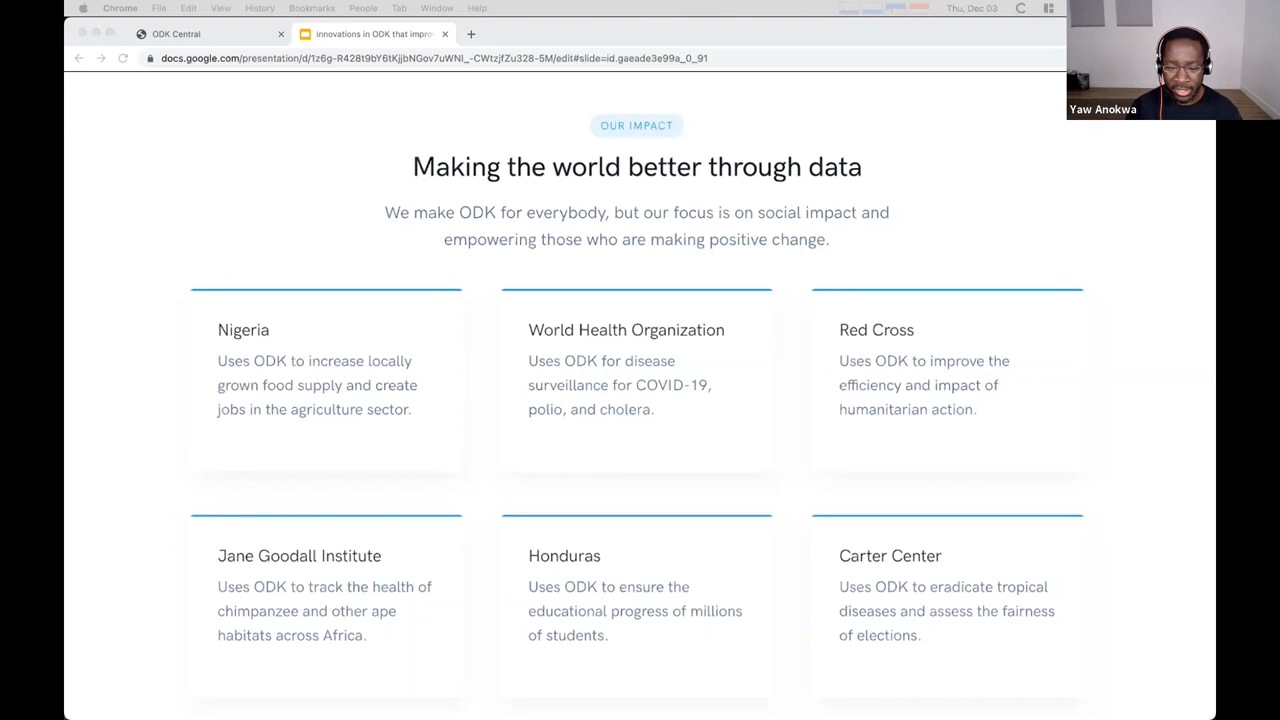 Chrome File Edit View History Bookmarks People Tab Window Help Thu, Dec 03
ODK Central
innovations in ODK that impro
docs.google.com/presentation/d/1z6g-R428t9bY6tKjjbNGov7uWNI_-CWtzjfZu328-5M/edit#slide=id.gaeade3e99a_0_91
Yaw Anokwa
OUR IMPACT
Making the world better through data
We make ODK for everybody, but our focus is on social impact and
empowering those who are making positive change.
Nigeria
Uses ODK to increase locally
grown food supply and create
jobs in the agriculture sector.
World Health Organization
Uses ODK for disease
surveillance for COVID-19,
polio, and cholera.
Red Cross
Uses ODK to improve the
efficiency and impact of
humanitarian action.
Jane Goodall Institute
Uses ODK to track the health of
chimpanzee and other ape
habitats across Africa.
Honduras
Uses ODK to ensure the
educational progress of millions
of students.
Carter Center
Uses ODK to eradicate tropical
diseases and assess the fairness
of elections.